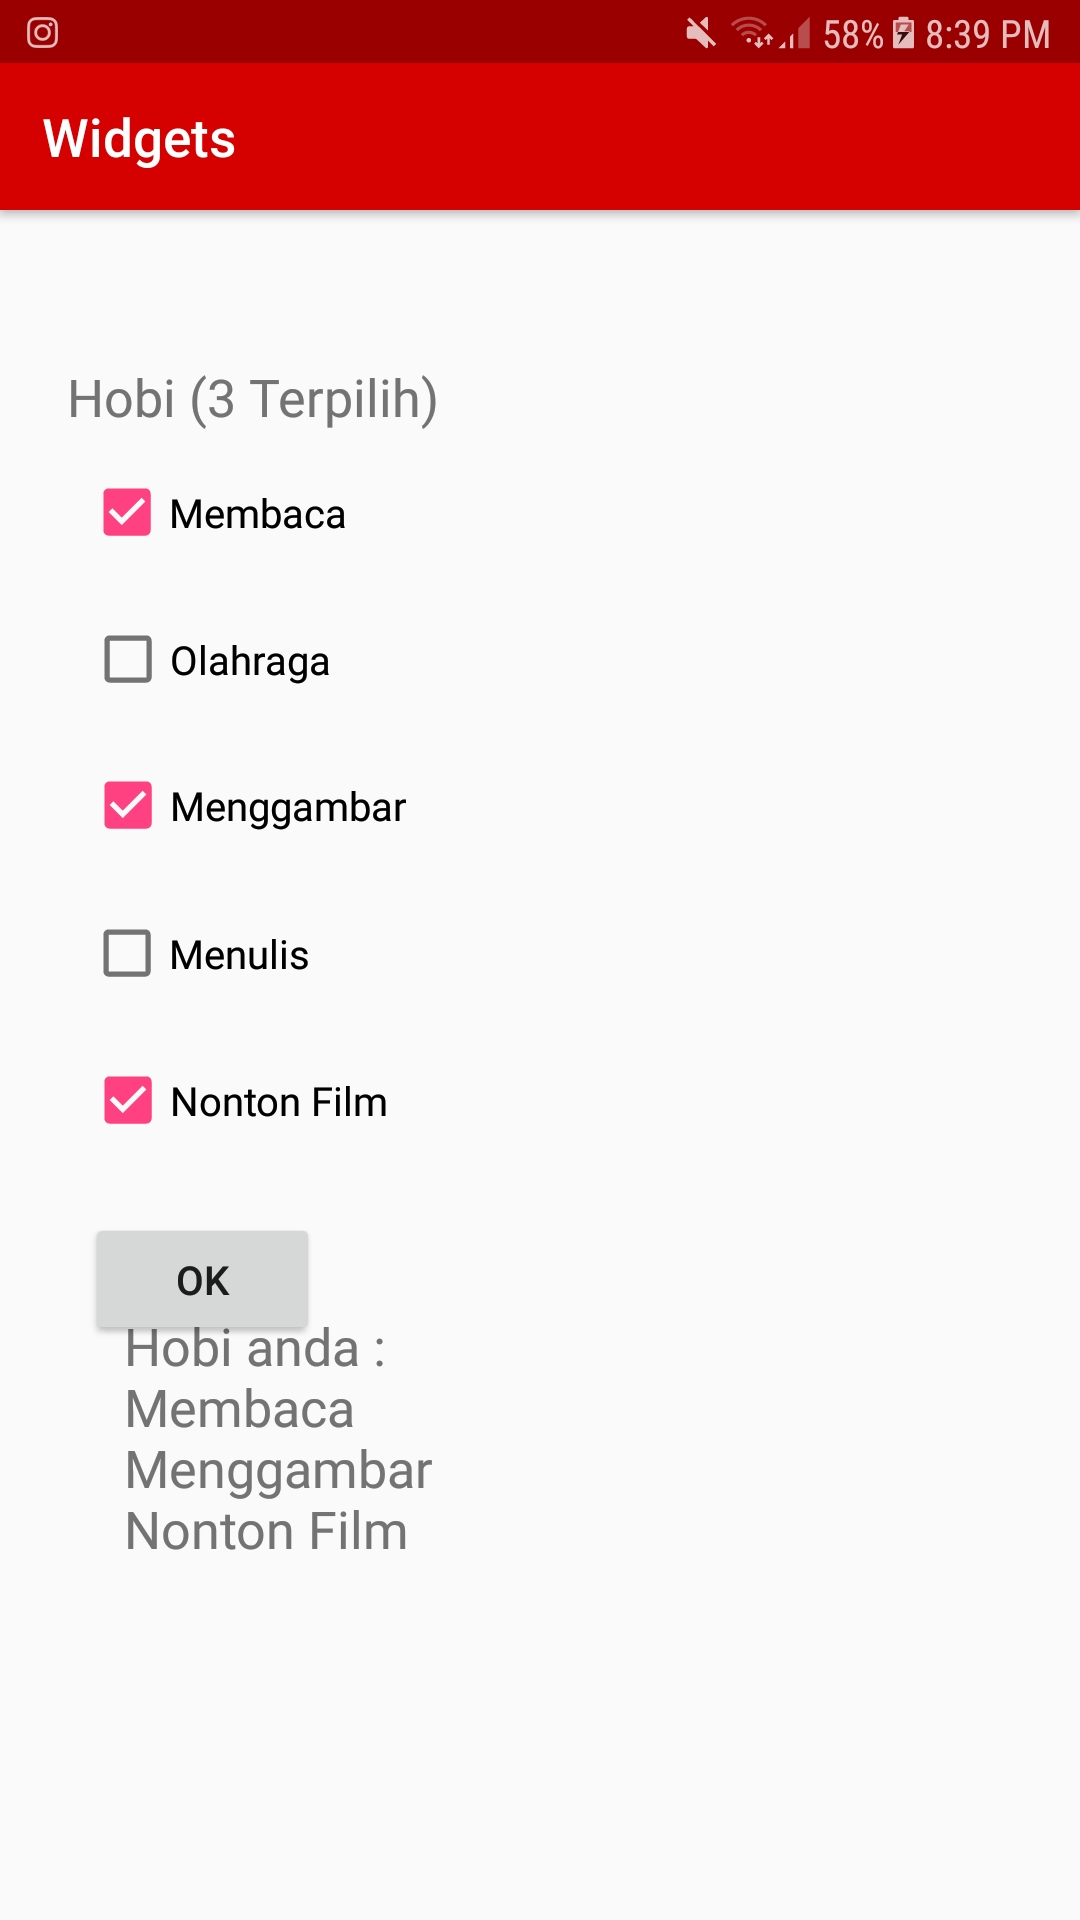 58% 8:39 PM
Widgets
Hobi (3 Terpilih)
Membaca
Olahraga
Menggambar
Menulis
Nonton Film
OK
Hobi anda :
Membaca
Menggambar
Nonton Film